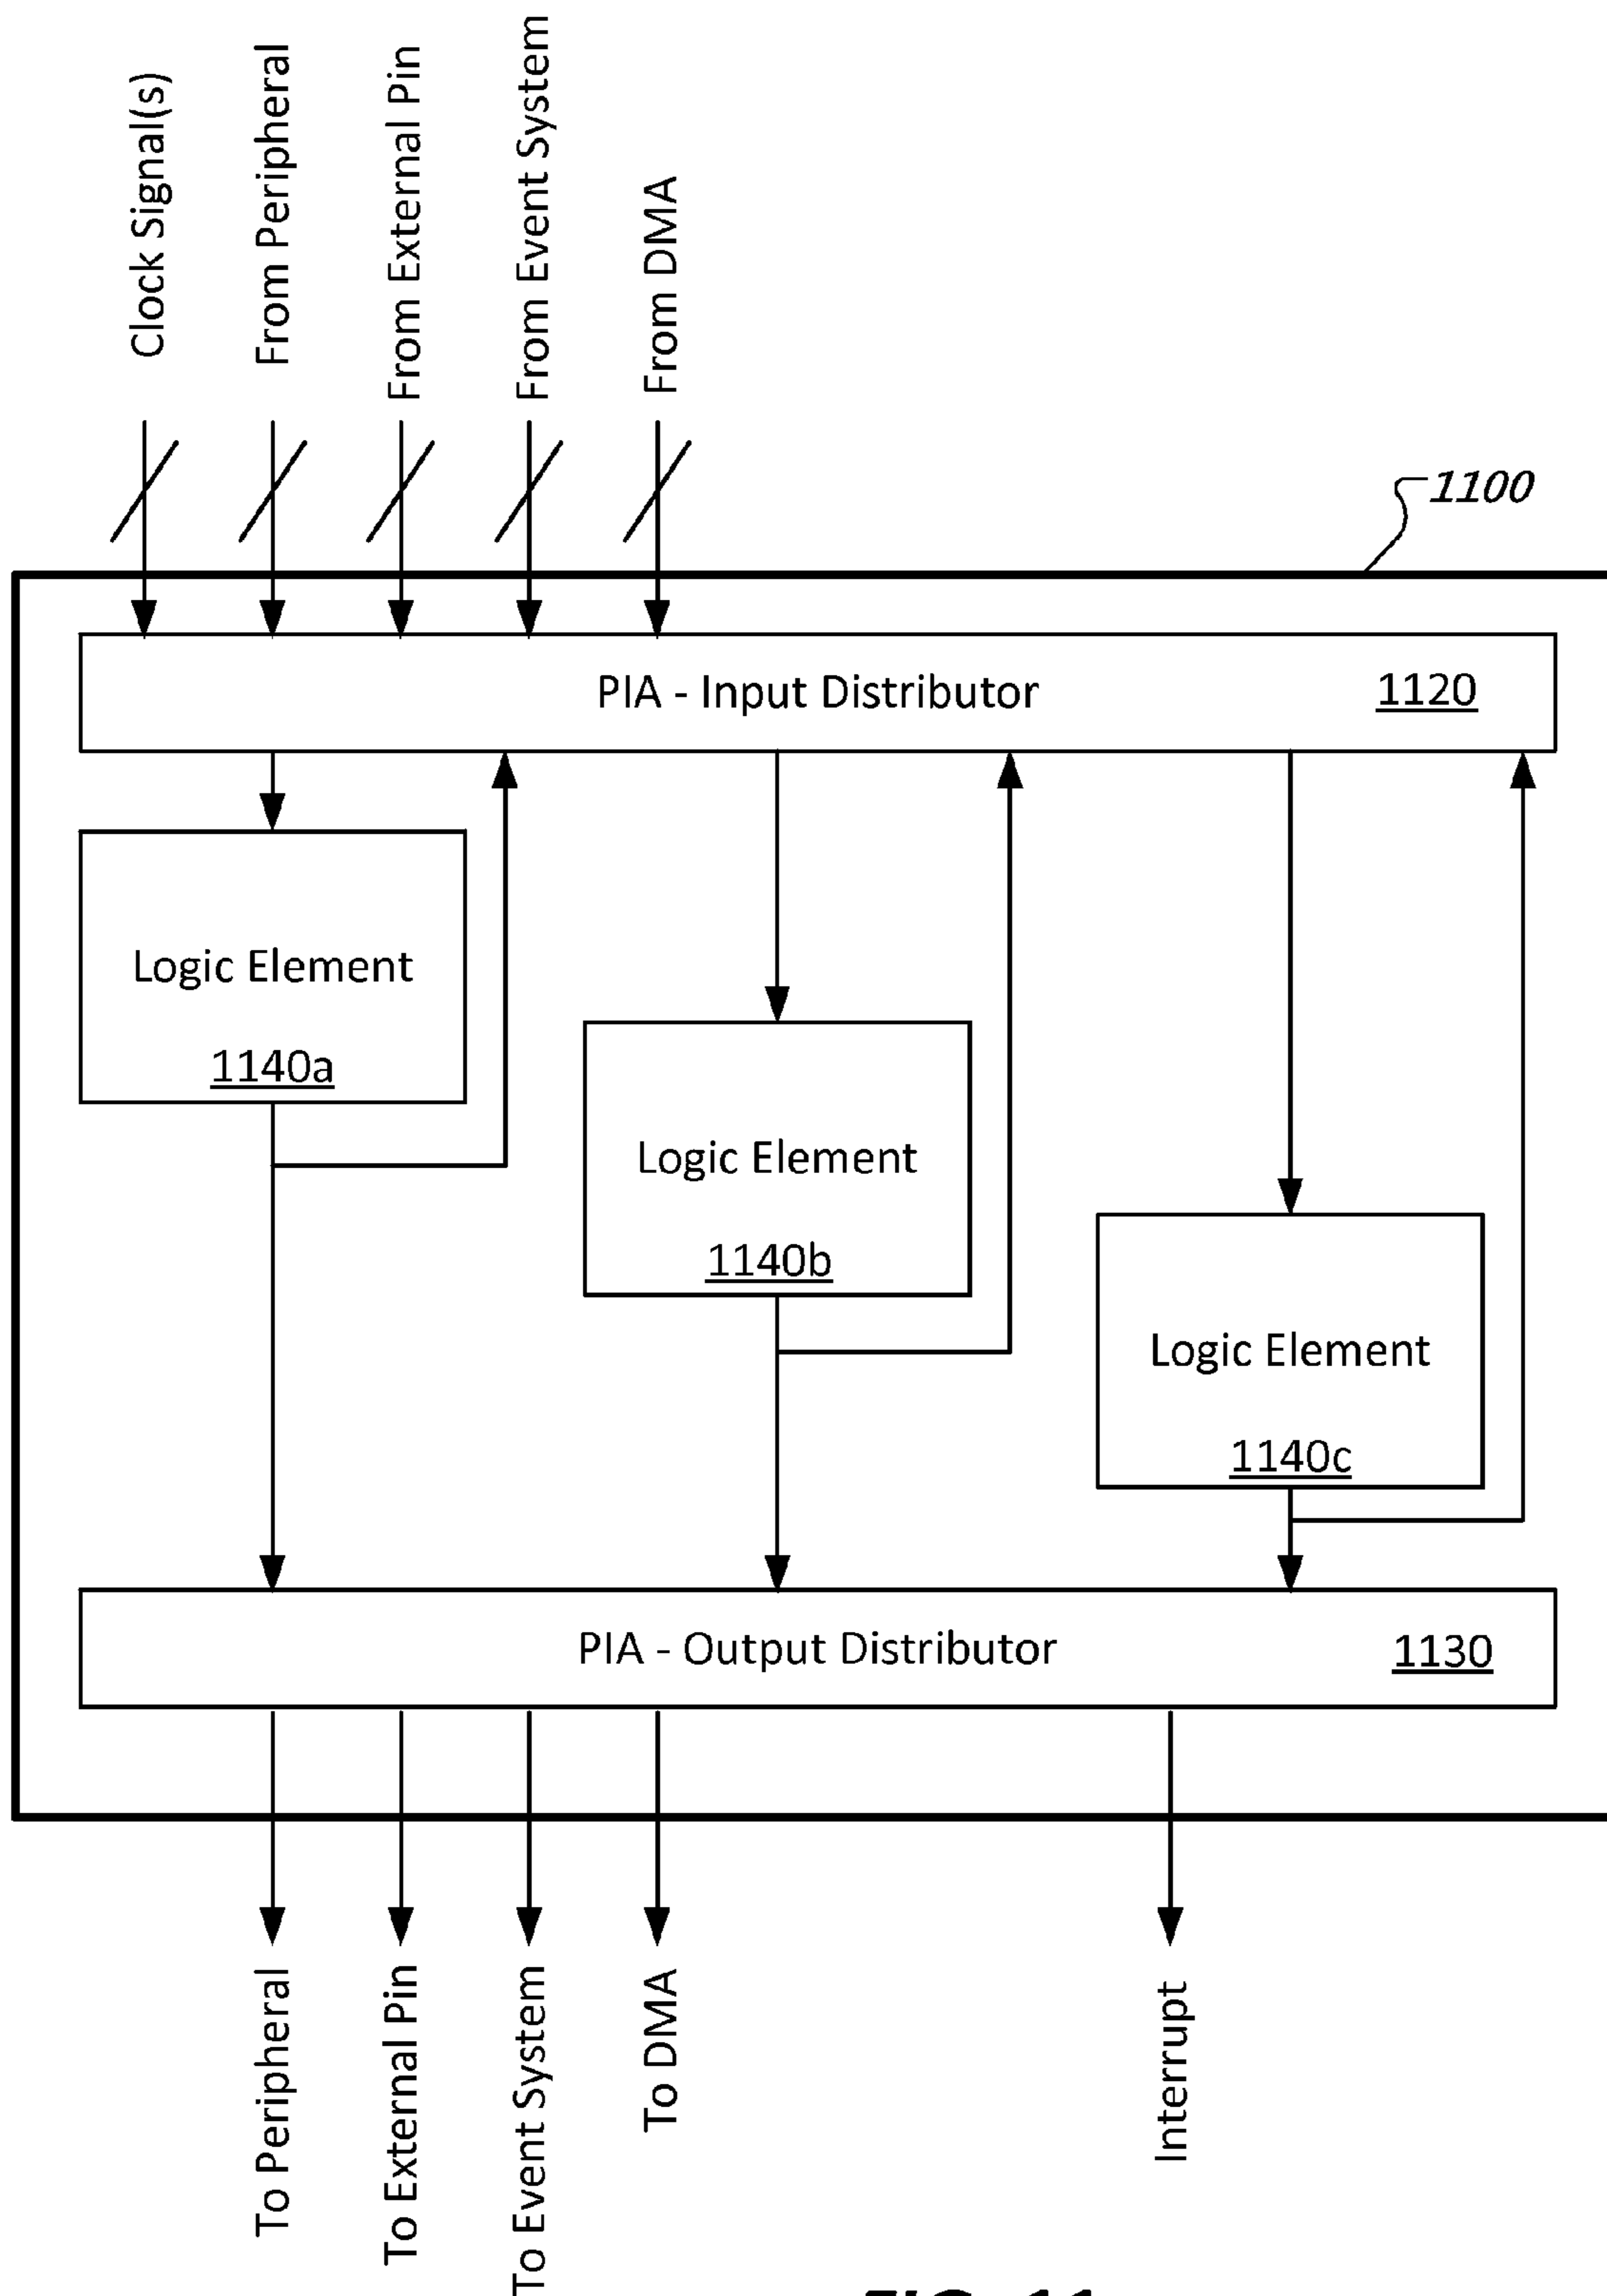 Clock Signal(s)
From Peripheral
From External Pin
From Event System
From DMA
1100
PIA - Input Distributor 1120
Logic Element
1140a
Logic Element
1140b
Logic Element
1140c
PIA - Output Distributor 1130
To Peripheral
To External Pin
To Event System
To DMA
Interrupt